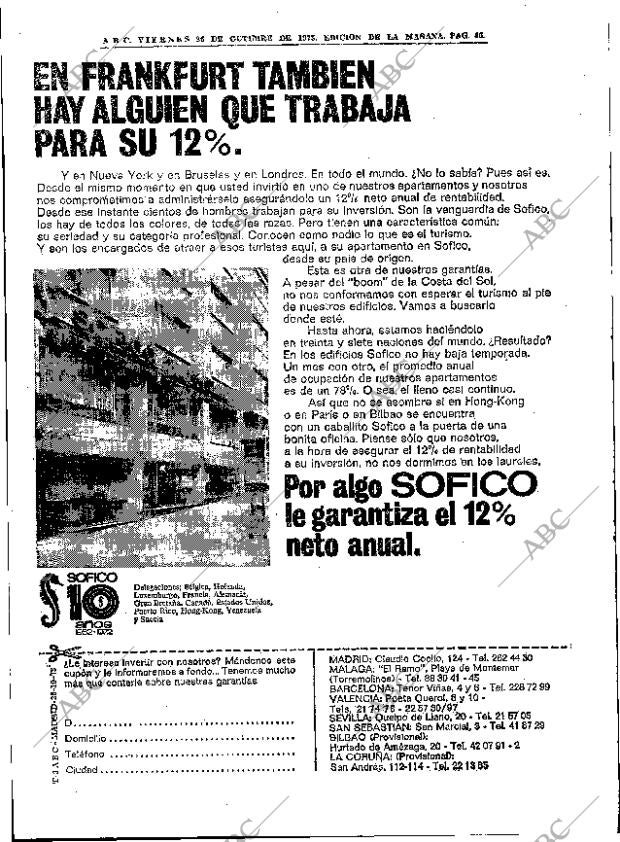 A B C. VIERNES 26 DE OCTUBRE DE 1973. EDICION DE LA MAÑANA. PAG. 46.
EN FRANKFURT TAMBIEN
HAY ALGUIEN QUE TRABAJA
PARA SU 12%.
Y en Nueva York y en Bruselas y en Londres. En todo el mundo. ¿No lo sabía? Pues así es.
Desde el mismo momento en que usted invirtió en uno de nuestros apartamentos y nosotros
nos comprometimos a administrárselo asegurándole un 12% neto anual de rentabilidad.
Desde ese instante cientos de hombres trabajan para su inversión. Son la vanguardia de Sofico,
los hay de todos los colores, de todas las razas. Pero tienen una característica común:
su seriedad y su categoría profesional. Conocen como nadie lo que es el turismo.
Y son los encargados de atraer a esos turistas aquí, a su apartamento en Sofico,
desde su país de origen.
Esta es otra de nuestras garantías.
A pesar del "boom" de la Costa del Sol,
no nos conformamos con esperar el turismo al pie
de nuestros edificios. Vamos a buscarlo
donde esté.
Hasta ahora, estamos haciéndolo
en treinta y siete naciones del mundo. ¿Resultado?
En los edificios Sofico no hay baja temporada.
Un mes con otro, el promedio anual
de ocupación de nuestros apartamentos
es de un 78%. O sea, el lleno casi continuo.
Así que no se asombre si en Hong-Kong
o en París o en Bilbao se encuentra
con un caballito Sofico a la puerta de una
bonita oficina. Piense sólo que nosotros,
a la hora de asegurar el 12% de rentabilidad
a su inversión, no nos dormimos en los laureles.
Por algo SOFICO
le garantiza el 12%
neto anual.
SOFICO
10
años
1962-1972
Delegaciones: Bélgica, Holanda,
Luxemburgo, Francia, Alemania,
Gran Bretaña, Canadá, Estados Unidos,
Puerto Rico, Hong-Kong, Venezuela
y Suecia
¿Le interesa invertir con nosotros? Mándenos este
cupón y le informaremos a fondo... Tenemos mucho
más que contarle sobre nuestras garantías
D.
Domicilio
Teléfono
Ciudad
A B C - MADRID - 26-10-73
MADRID: Claudio Coello, 124 - Tel. 262 44 30
MALAGA: "El Remo", Playa de Montemar
(Torremolinos) - Tel. 38 30 41 - 45
BARCELONA: Tenor Viñas, 4 y 6 - Tel. 228 72 99
VALENCIA: Poeta Querol, 8 y 10 -
Tels. 21 74 76 - 22 57 30/97
SEVILLA: Queipo de Llano, 20 - Tel. 21 57 05
SAN SEBASTIAN: San Marcial, 3 - Tel. 41 87 29
BILBAO (Provisional):
Hurtado de Amézaga, 20 - Tel. 42 07 91 - 2
LA CORUÑA: (Provisional):
San Andrés, 112-114 - Tel. 22 13 85